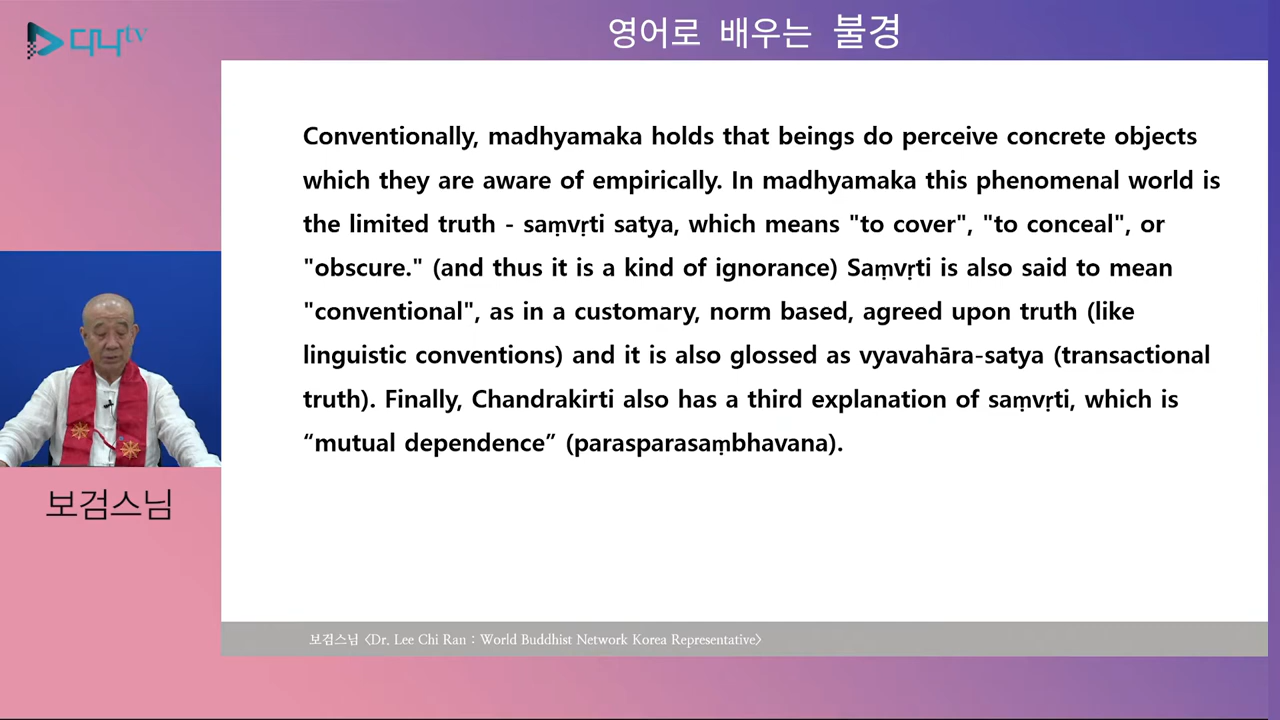 디나tv
영어로 배우는 불경
Conventionally, madhyamaka holds that beings do perceive concrete objects
which they are aware of empirically. In madhyamaka this phenomenal world is
the limited truth - saṃvṛti satya, which means "to cover", "to conceal", or
"obscure." (and thus it is a kind of ignorance) Saṃvṛti is also said to mean
"conventional", as in a customary, norm based, agreed upon truth (like
linguistic conventions) and it is also glossed as vyavahāra-satya (transactional
truth). Finally, Chandrakirti also has a third explanation of saṃvṛti, which is
“mutual dependence” (parasparasaṃbhavana).
보검스님
보검스님 <Dr. Lee Chi Ran : World Buddhist Network Korea Representative>